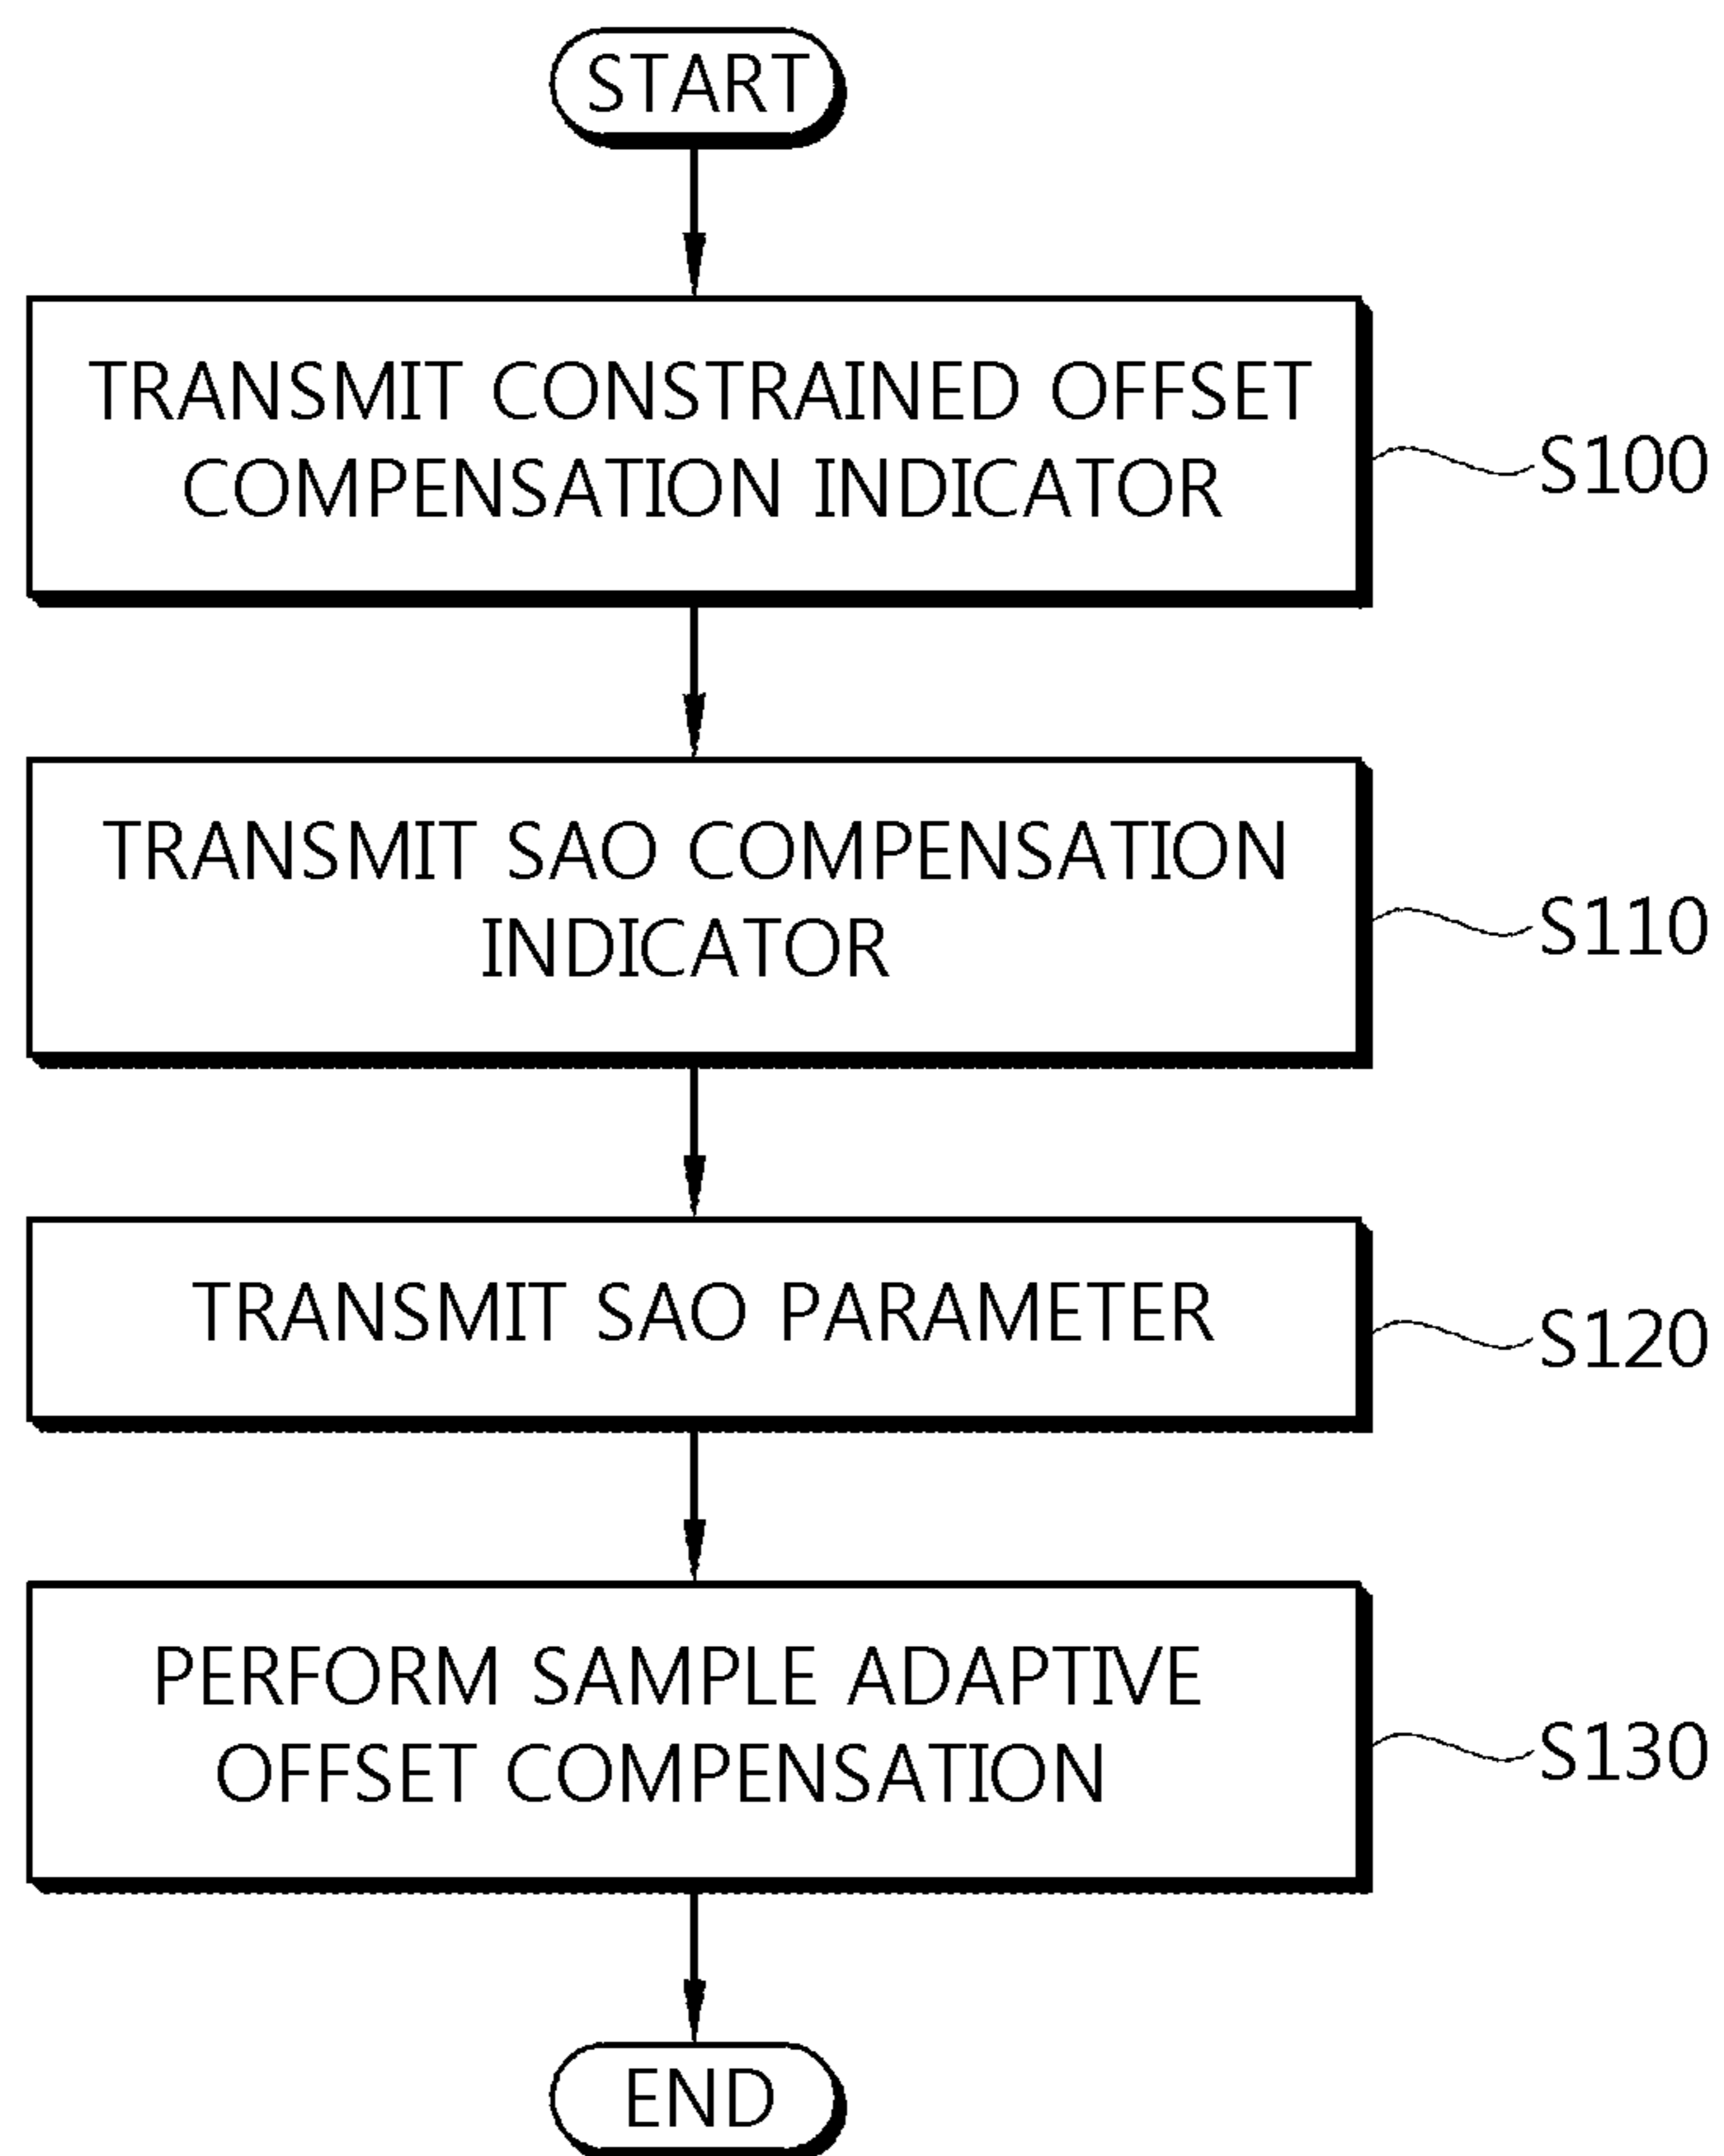 START
TRANSMIT CONSTRAINED OFFSET
COMPENSATION INDICATOR
S100
TRANSMIT SAO COMPENSATION
INDICATOR
S110
TRANSMIT SAO PARAMETER
S120
PERFORM SAMPLE ADAPTIVE
OFFSET COMPENSATION
S130
END